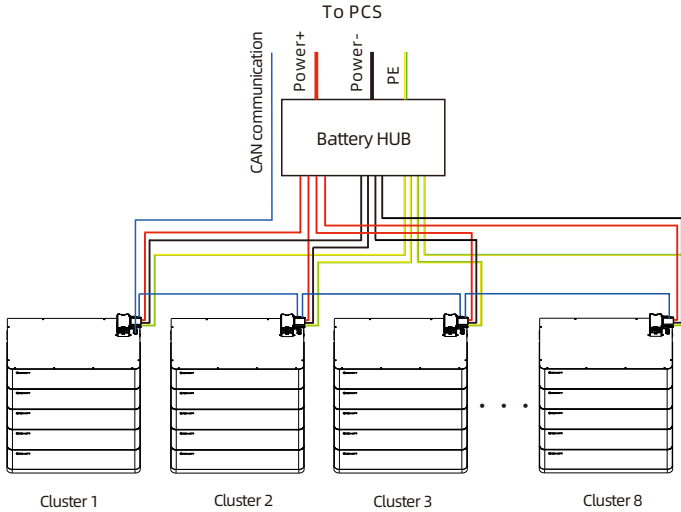 To PCS
CAN communication
Power+
Power-
PE
Battery HUB
Cluster 1
Cluster 2
Cluster 3
. . .
Cluster 8